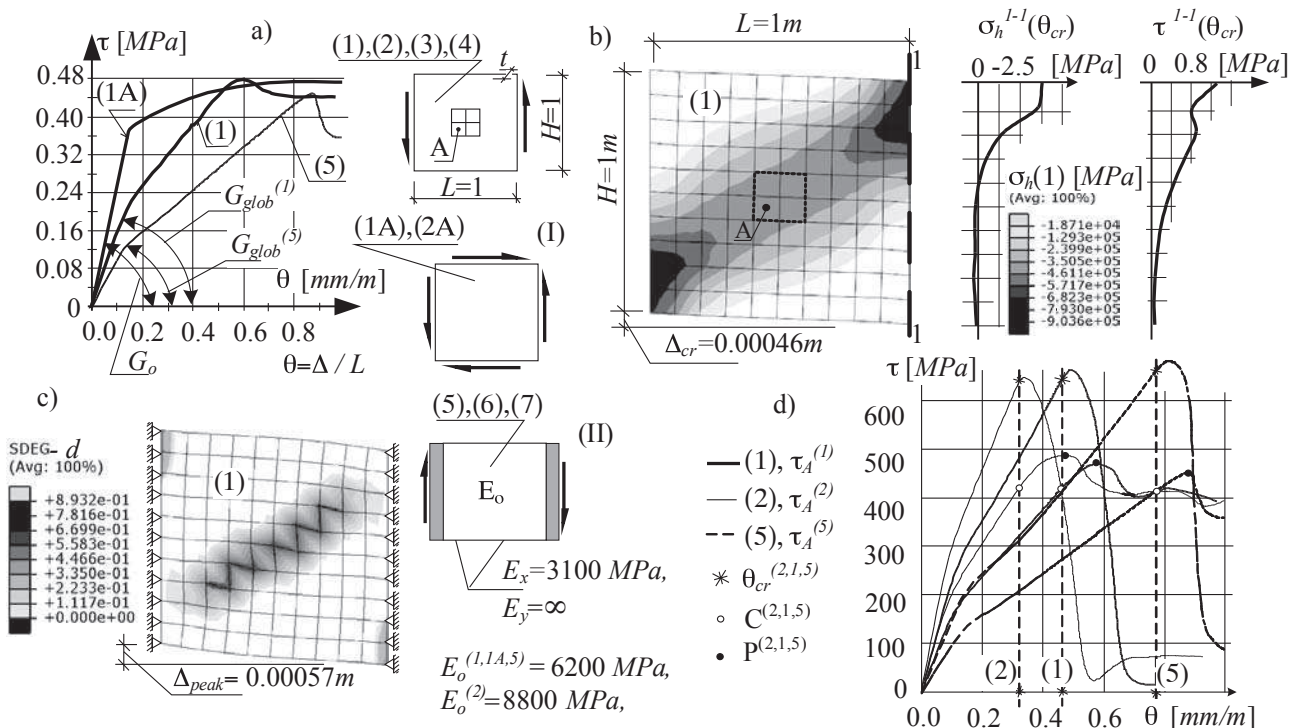 a)
τ [MPa]
0.48
0.40
0.32
0.24
0.16
0.08
0
0.0
0.2
0.4
0.6
0.8
(1A)
(1)
(5)
G_glob^(1)
G_glob^(5)
θ [mm/m]
G_o
θ=Δ / L
(1),(2),(3),(4)
t
A
H=1
L=1
(1A),(2A)
(I)
b)
L=1m
H=1m
(1)
A
1
1
Δ_cr=0.00046m
σ_h^1-1(θ_cr)
0 -2.5 [MPa]
τ^1-1(θ_cr)
0 0.8 [MPa]
σ_h(1) [MPa]
(Avg: 100%)
-1.871e+04
-1.293e+05
-2.399e+05
-3.505e+05
-4.611e+05
-5.717e+05
-6.823e+05
-7.930e+05
-9.036e+05
c)
SDEG - d
(Avg: 100%)
+8.932e-01
+7.816e-01
+6.699e-01
+5.583e-01
+4.466e-01
+3.350e-01
+2.233e-01
+1.117e-01
+0.000e+00
(1)
Δ_peak= 0.00057m
(5),(6),(7)
(II)
E_o
E_x=3100 MPa,
E_y=∞
E_o^(1,1A,5)= 6200 MPa,
E_o^(2)=8800 MPa,
d)
τ [MPa]
600
500
400
300
200
100
0
0.0
0.2
0.4
0.6
0.8
θ [mm/m]
(2)
(1)
(5)
(1), τ_A^(1)
(2), τ_A^(2)
(5), τ_A^(5)
θ_cr^(2,1,5)
C^(2,1,5)
P^(2,1,5)